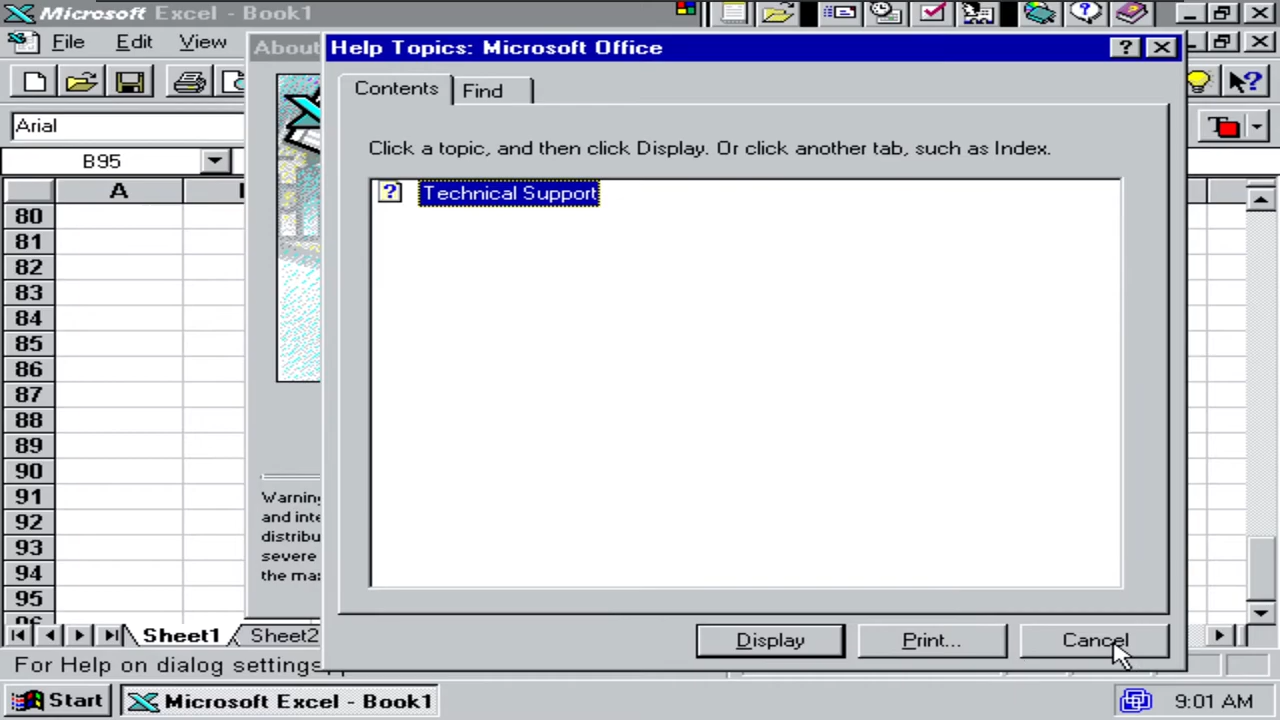 Microsoft Excel - Book1
File Edit View
About
Help Topics: Microsoft Office
Contents Find
Arial
Click a topic, and then click Display. Or click another tab, such as Index.
B95
Technical Support
A
80
81
82
83
84
85
86
87
88
89
90
91
92
93
94
95
Warning
and inte
distribu
severe
the ma
Sheet1 Sheet2
Display Print... Cancel
For Help on dialog settings
Start Microsoft Excel - Book1 9:01 AM